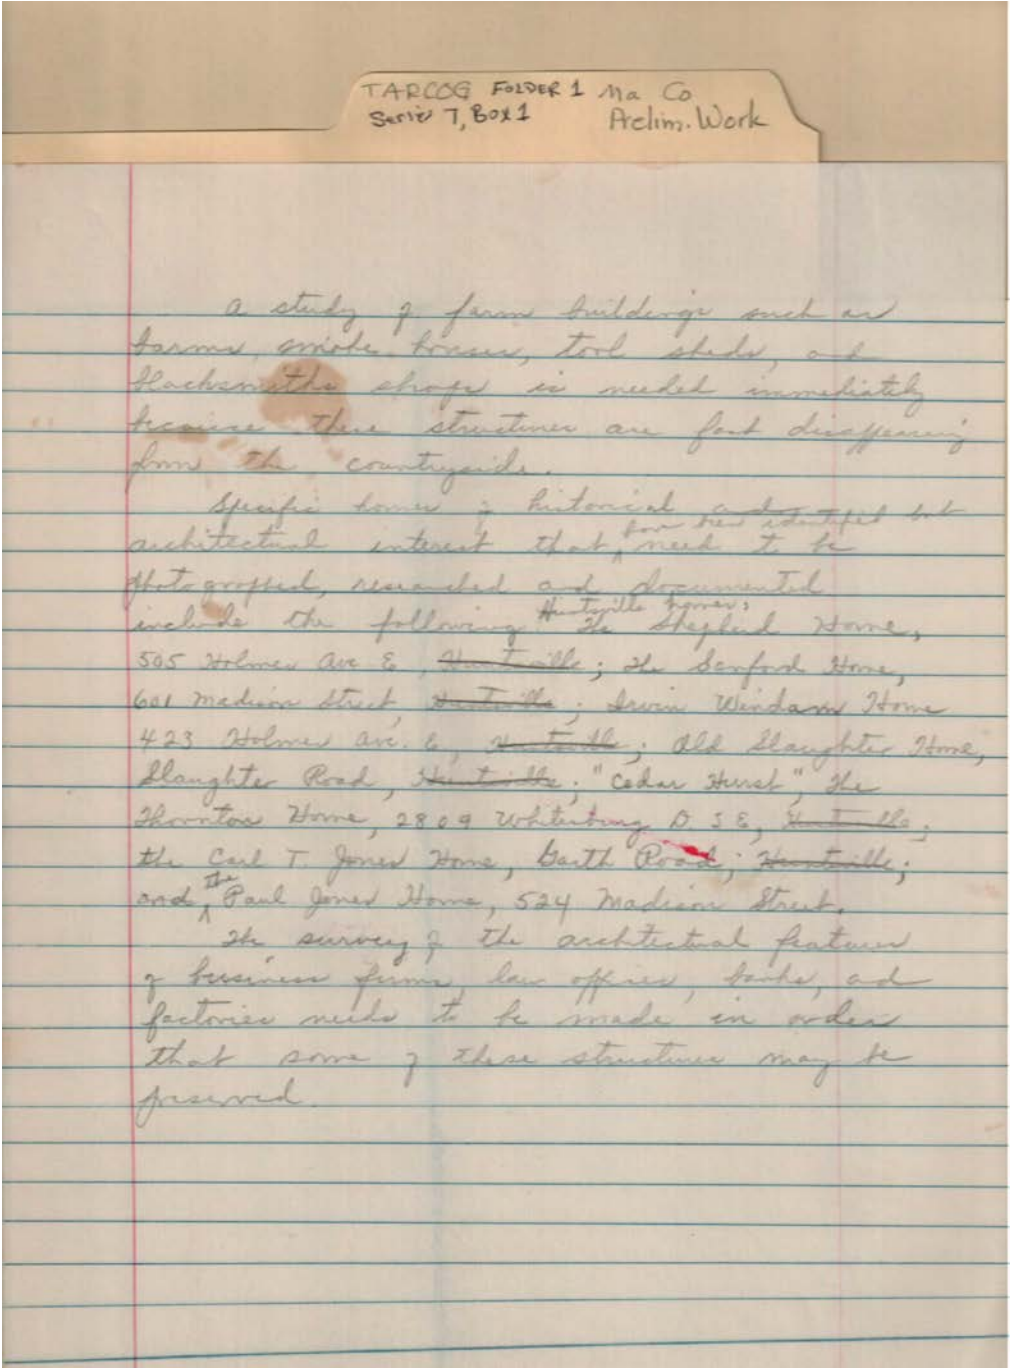 TARCOG FOLDER 1 Ma Co
Series 7, Box 1 Prelim. Work
A study of farm buildings such as
barns, smoke houses, tool sheds, and
blacksmiths shops is needed immediately
because these structures are fast disappearing
from the countryside.
Specific homes of historical and
architectural interest that have been identified but need to be
photographed, researched and documented
include the following Huntsville homes: The Shepherd Home,
505 Holmes Ave E, Huntsville; the Sanford Home,
601 Madison Street, Huntsville; Irvin Windam Home
423 Holmes Ave. E, Huntsville; Old Slaughter Home,
Slaughter Road, Huntsville; "Cedar Hurst", the
Thornton Home, 2809 Whitesburg D. S E, Huntsville;
the Carl T. Jones Home, Garth Road; Huntsville;
and the Paul Jones Home, 524 Madison Street.
The survey of the architectual features
of business firms, law offices, banks, and
factories needs to be made in order
that some of these structures may be
preserved.